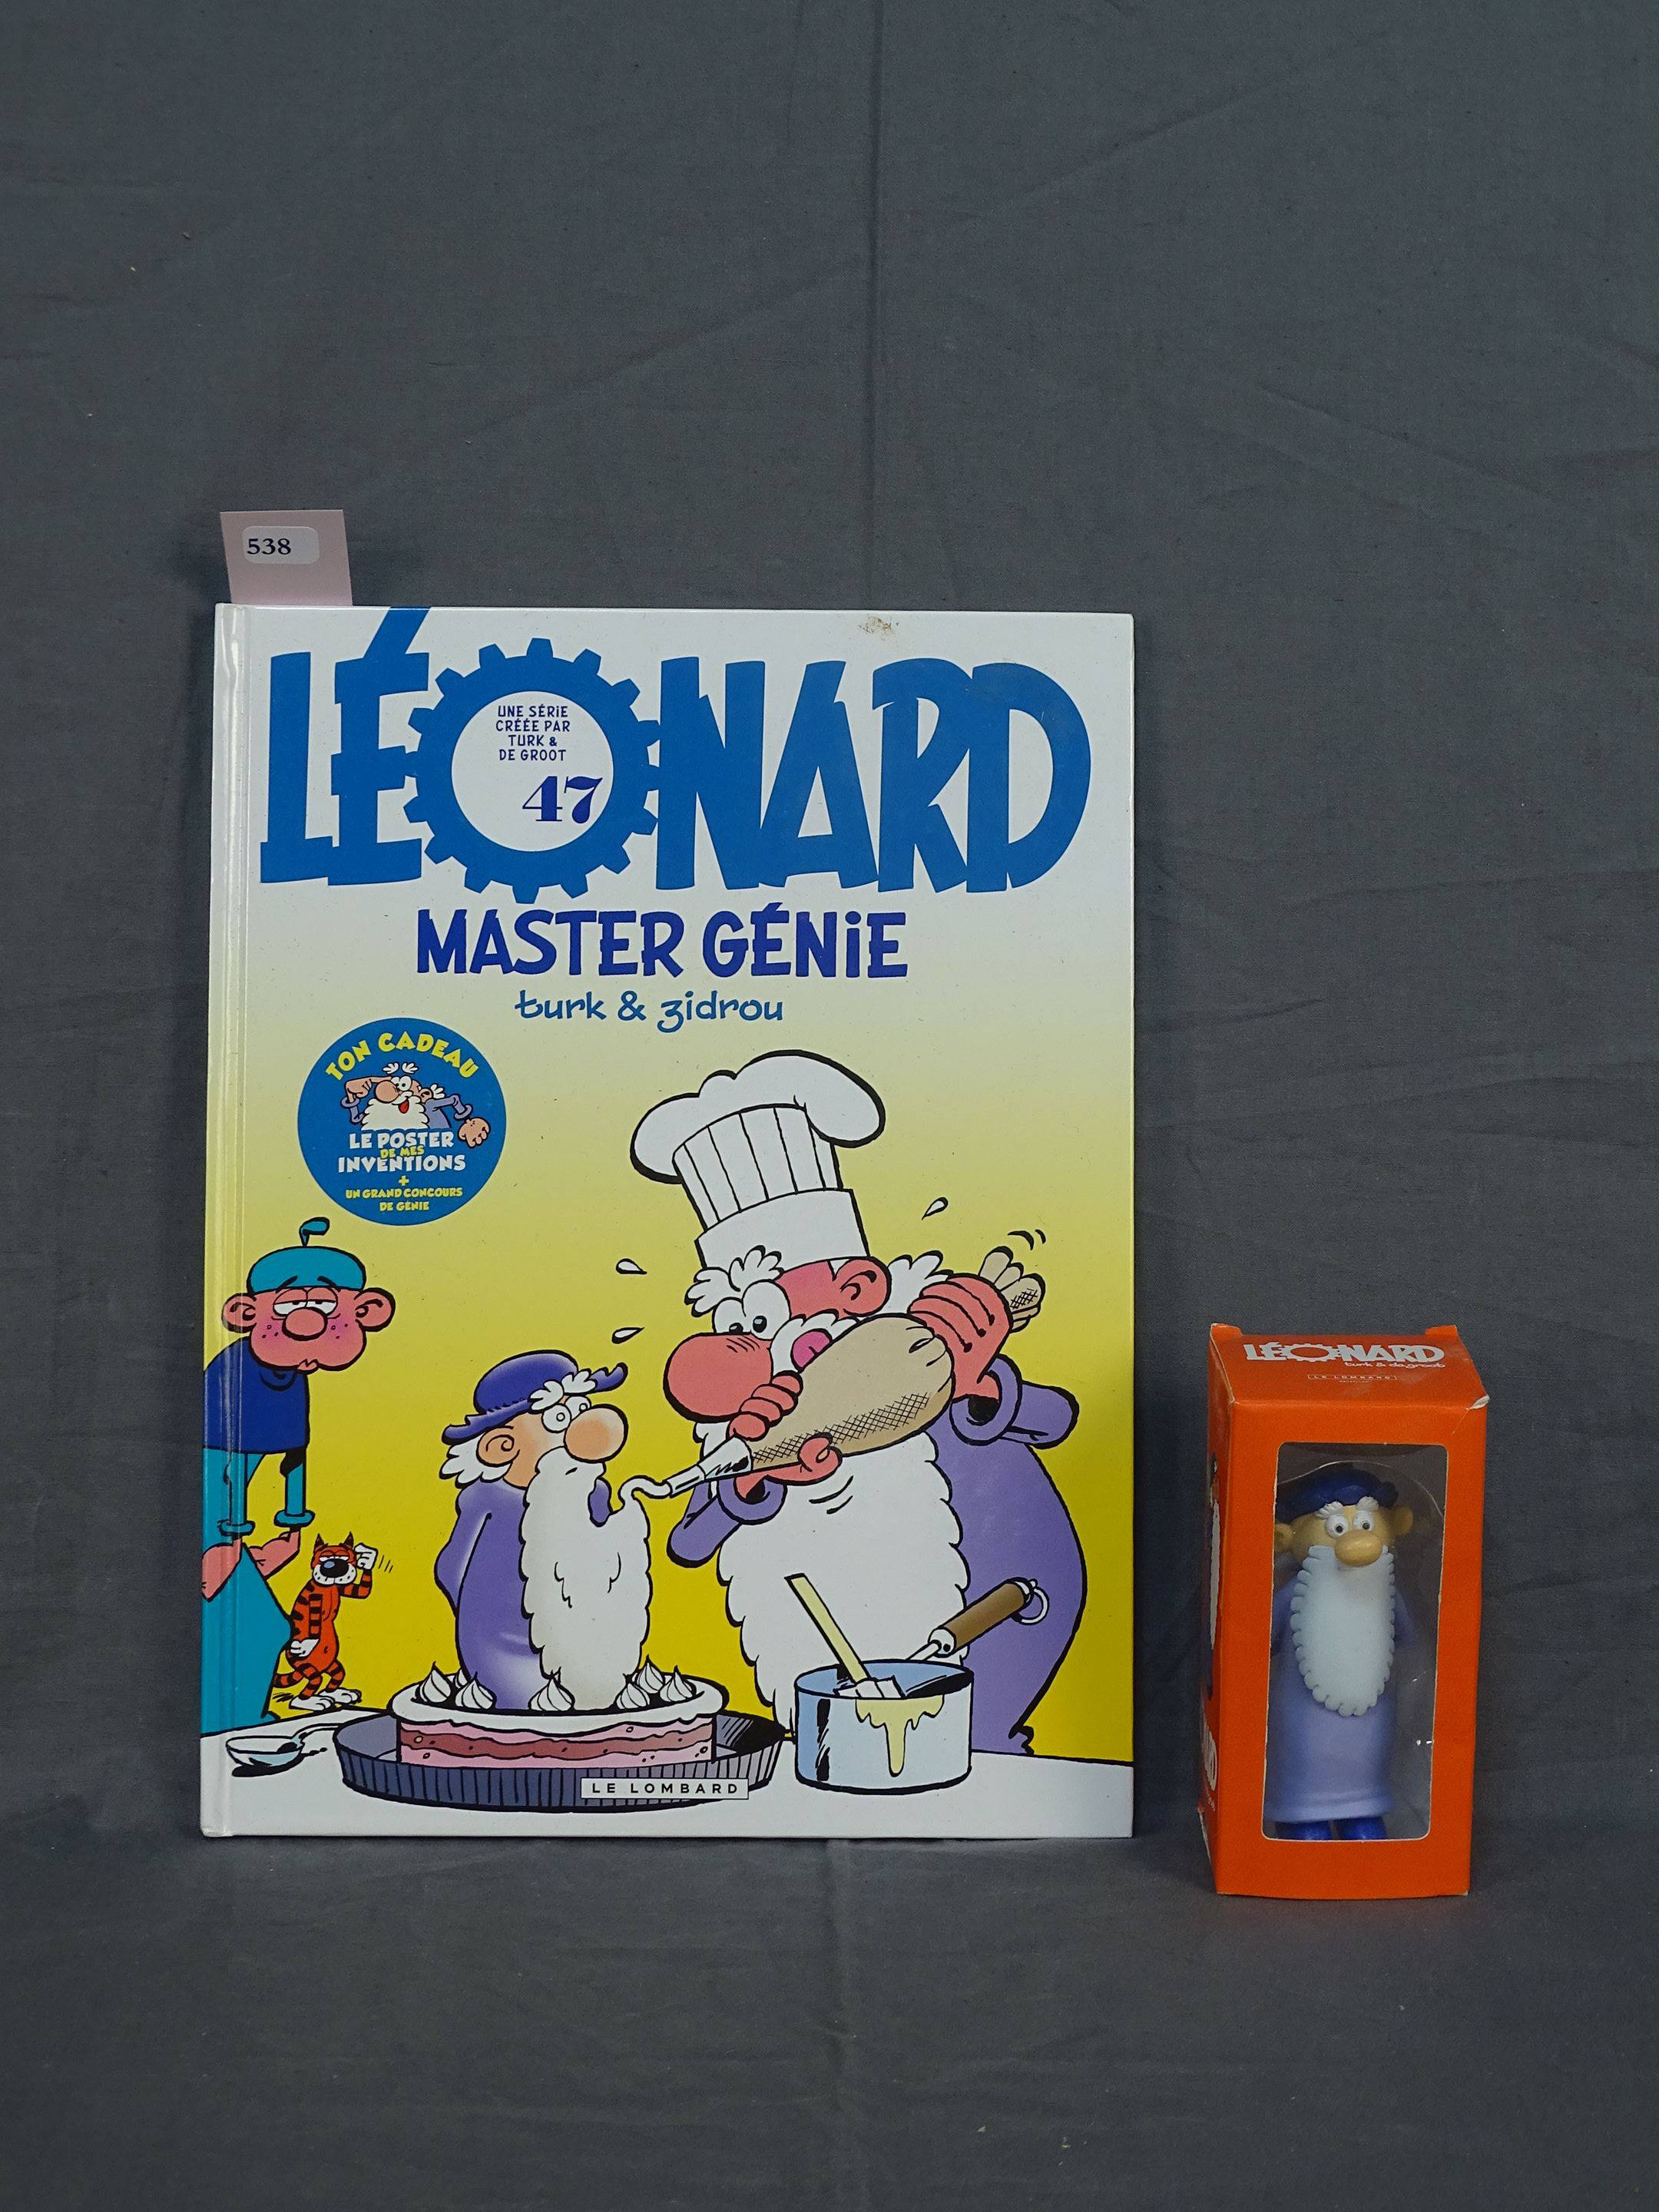 538
LÉONARD
UNE SÉRIE
CRÉÉE PAR
TURK &
DE GROOT
47
MASTER GÉNIE
turk & zidrou
TON CADEAU
LE POSTER
DE MES
INVENTIONS
+
UN GRAND CONCOURS
DE GÉNIE
LE LOMBARD
LÉONARD
turk & de groot
LE LOMBARD